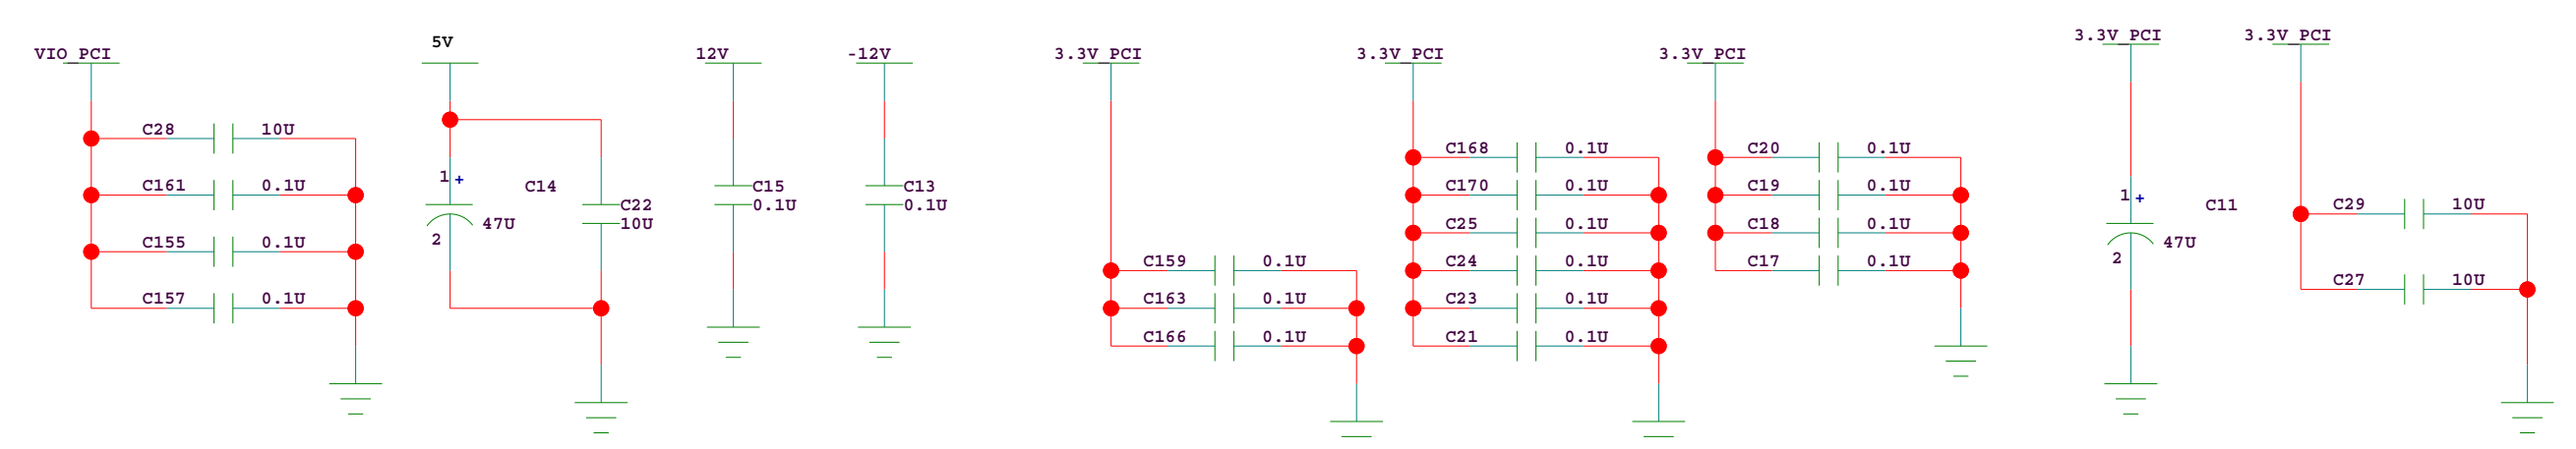 VIO_PCI
C28 10U
C161 0.1U
C155 0.1U
C157 0.1U
5V
1 +
C14
47U
2
C22
10U
12V
C15
0.1U
-12V
C13
0.1U
3.3V_PCI
C159 0.1U
C163 0.1U
C166 0.1U
3.3V_PCI
C168 0.1U
C170 0.1U
C25 0.1U
C24 0.1U
C23 0.1U
C21 0.1U
3.3V_PCI
C20 0.1U
C19 0.1U
C18 0.1U
C17 0.1U
3.3V_PCI
1 +
C11
47U
2
3.3V_PCI
C29 10U
C27 10U